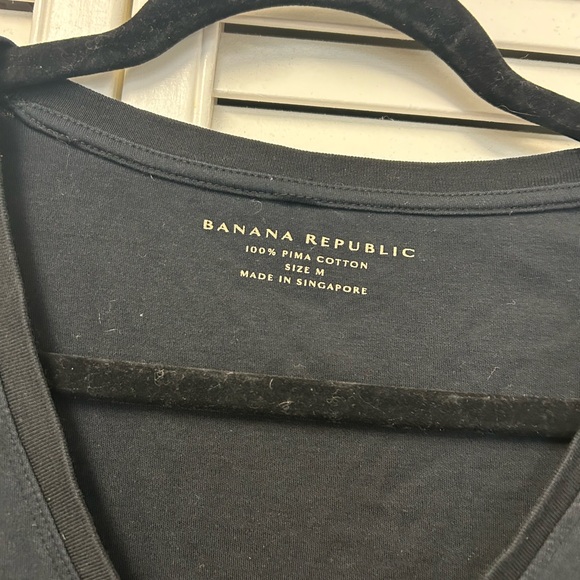 BANANA REPUBLIC
100% PIMA COTTON
SIZE M
MADE IN SINGAPORE